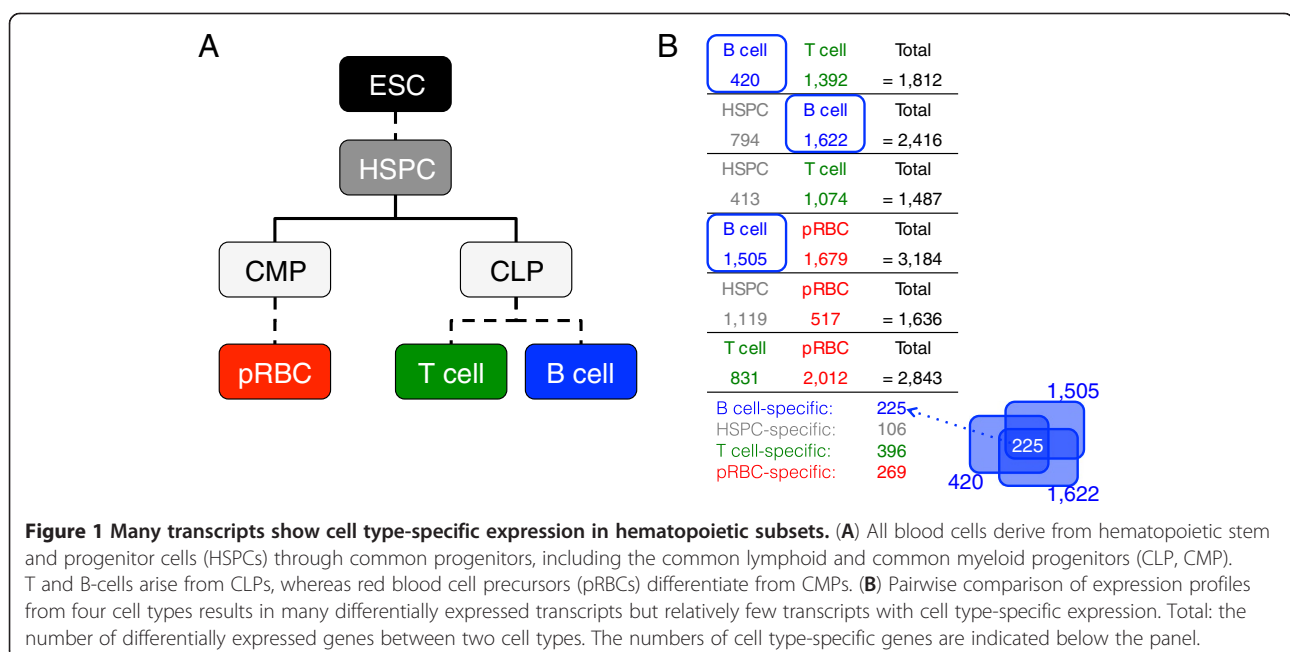 A
ESC
HSPC
CMP CLP
pRBC T cell B cell
B
B cell T cell Total
420 1,392 = 1,812
HSPC B cell Total
794 1,622 = 2,416
HSPC T cell Total
413 1,074 = 1,487
B cell pRBC Total
1,505 1,679 = 3,184
HSPC pRBC Total
1,119 517 = 1,636
T cell pRBC Total
831 2,012 = 2,843
B cell-specific: 225
HSPC-specific: 106
T cell-specific: 396
pRBC-specific: 269
1,505
225
420
1,622
Figure 1 Many transcripts show cell type-specific expression in hematopoietic subsets. (A) All blood cells derive from hematopoietic stem
and progenitor cells (HSPCs) through common progenitors, including the common lymphoid and common myeloid progenitors (CLP, CMP).
T and B-cells arise from CLPs, whereas red blood cell precursors (pRBCs) differentiate from CMPs. (B) Pairwise comparison of expression profiles
from four cell types results in many differentially expressed transcripts but relatively few transcripts with cell type-specific expression. Total: the
number of differentially expressed genes between two cell types. The numbers of cell type-specific genes are indicated below the panel.